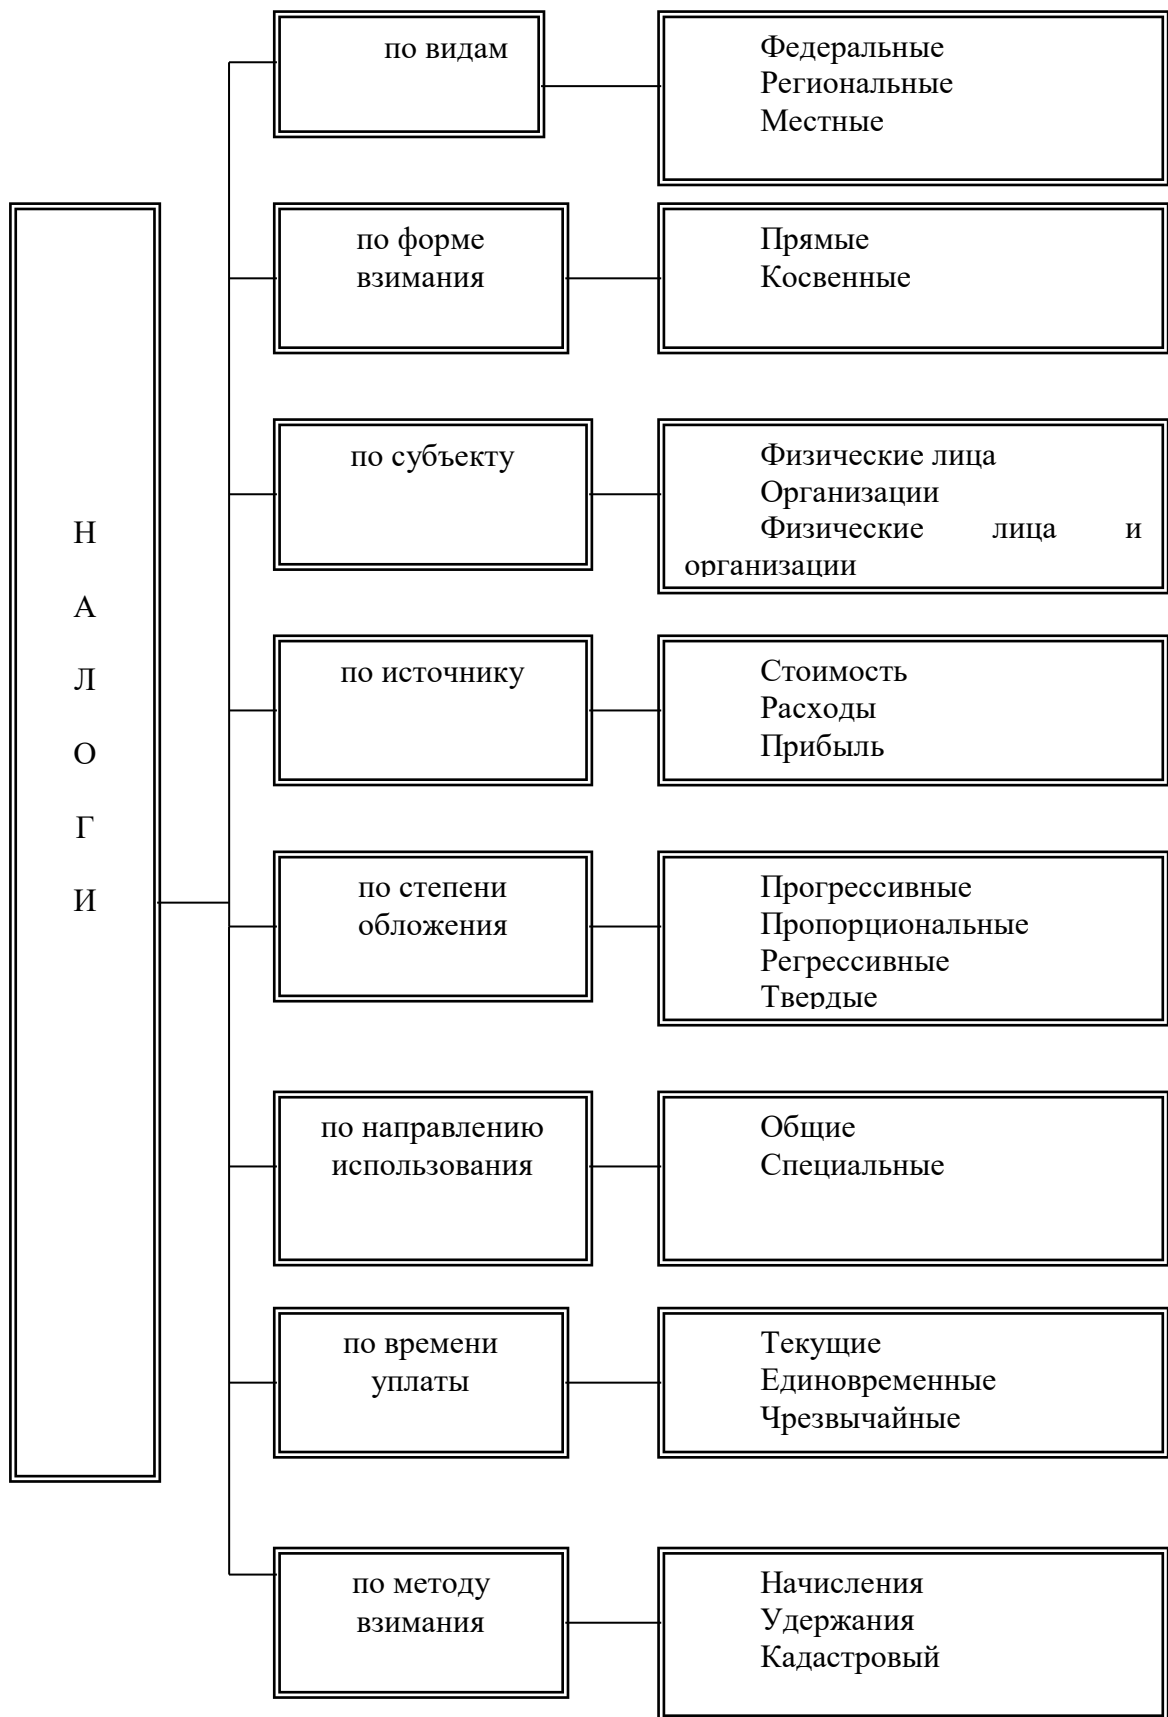 НАЛОГИ
по видам
Федеральные
Региональные
Местные
по форме
взимания
Прямые
Косвенные
по субъекту
Физические лица
Организации
Физические лица и
организации
по источнику
Стоимость
Расходы
Прибыль
по степени
обложения
Прогрессивные
Пропорциональные
Регрессивные
Твердые
по направлению
использования
Общие
Специальные
по времени
уплаты
Текущие
Единовременные
Чрезвычайные
по методу
взимания
Начисления
Удержания
Кадастровый